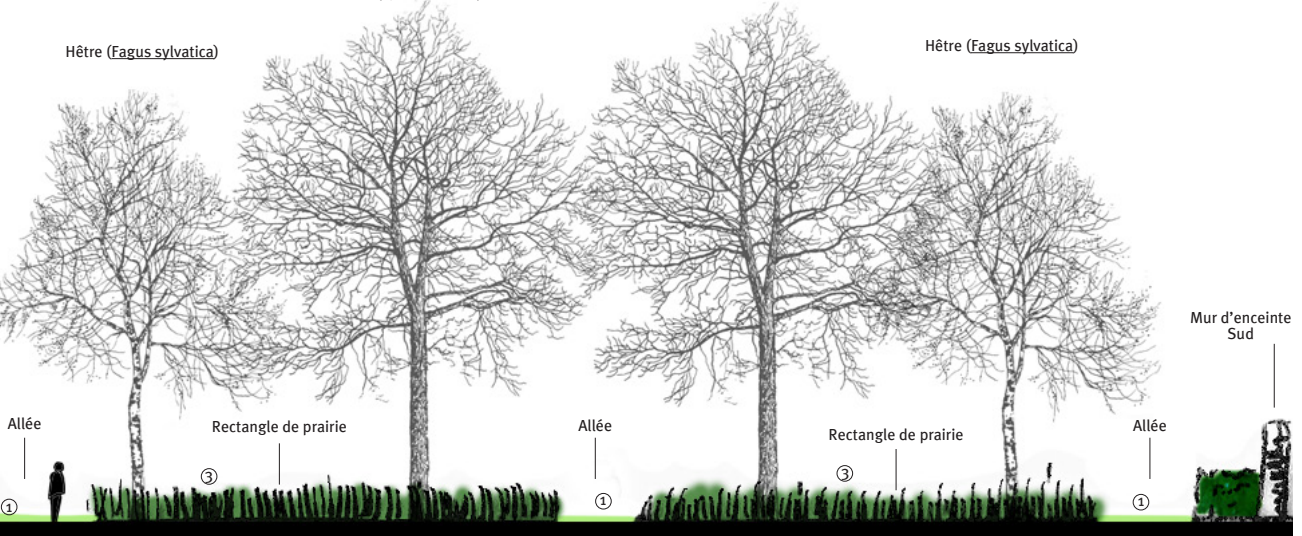 Hêtre (Fagus sylvatica)
Hêtre (Fagus sylvatica)
Mur d'enceinte
Sud
Allée
Rectangle de prairie
Allée
Rectangle de prairie
Allée
①
③
①
③
①